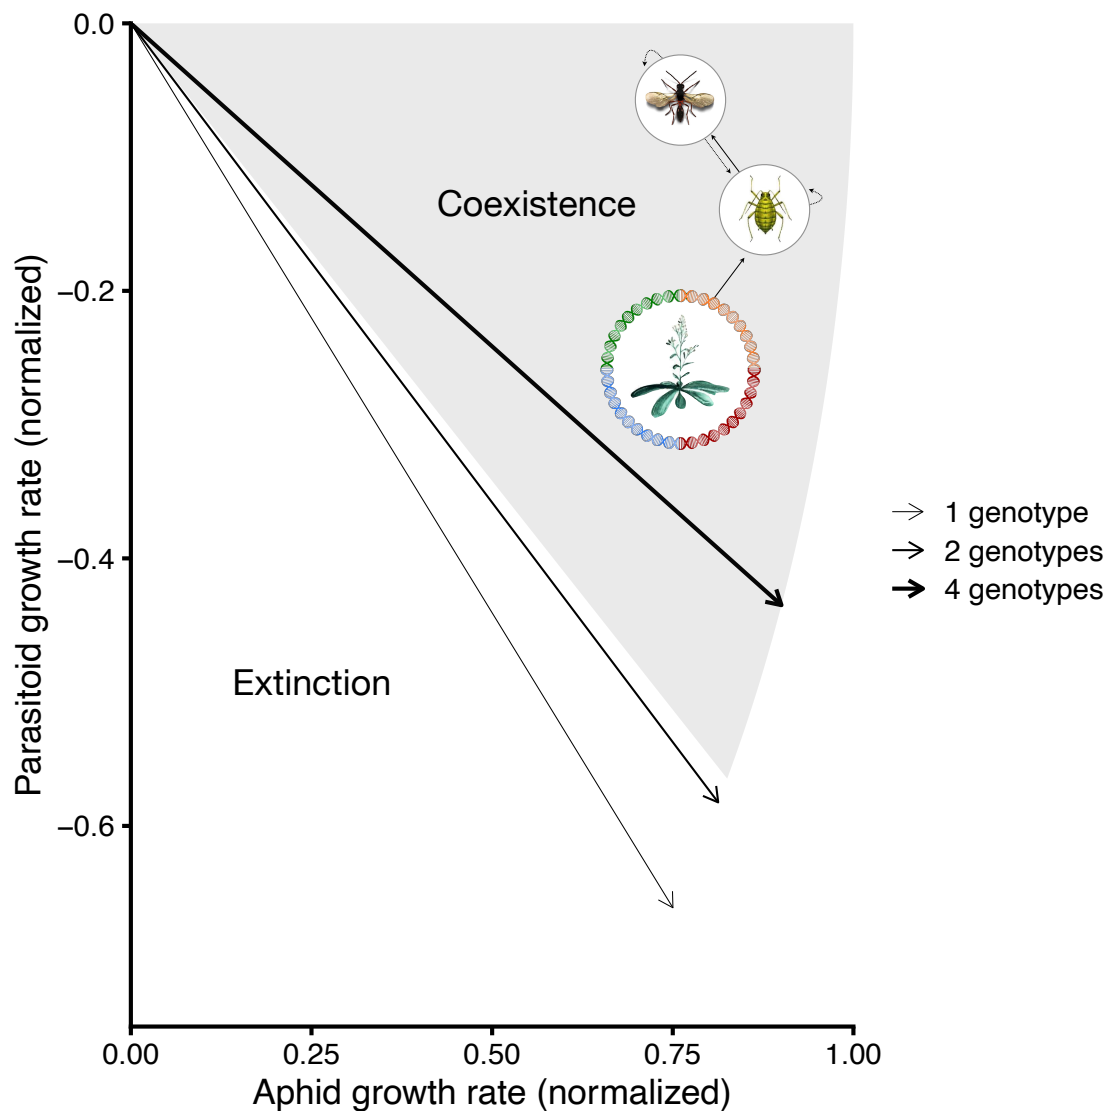 0.0
−0.2
−0.4
−0.6
Parasitoid growth rate (normalized)
Coexistence
Extinction
1 genotype
2 genotypes
4 genotypes
0.00
0.25
0.50
0.75
1.00
Aphid growth rate (normalized)